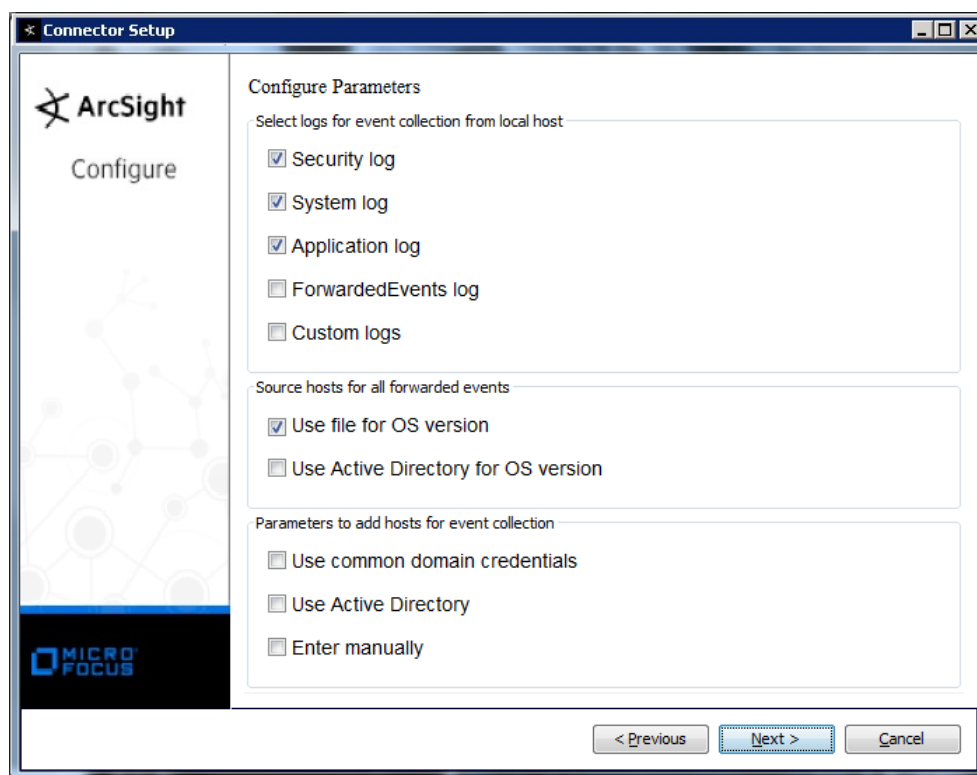 Connector Setup
ArcSight
Configure
Configure Parameters
Select logs for event collection from local host
Security log
System log
Application log
ForwardedEvents log
Custom logs
Source hosts for all forwarded events
Use file for OS version
Use Active Directory for OS version
Parameters to add hosts for event collection
Use common domain credentials
Use Active Directory
Enter manually
MICRO
FOCUS
< Previous
Next >
Cancel